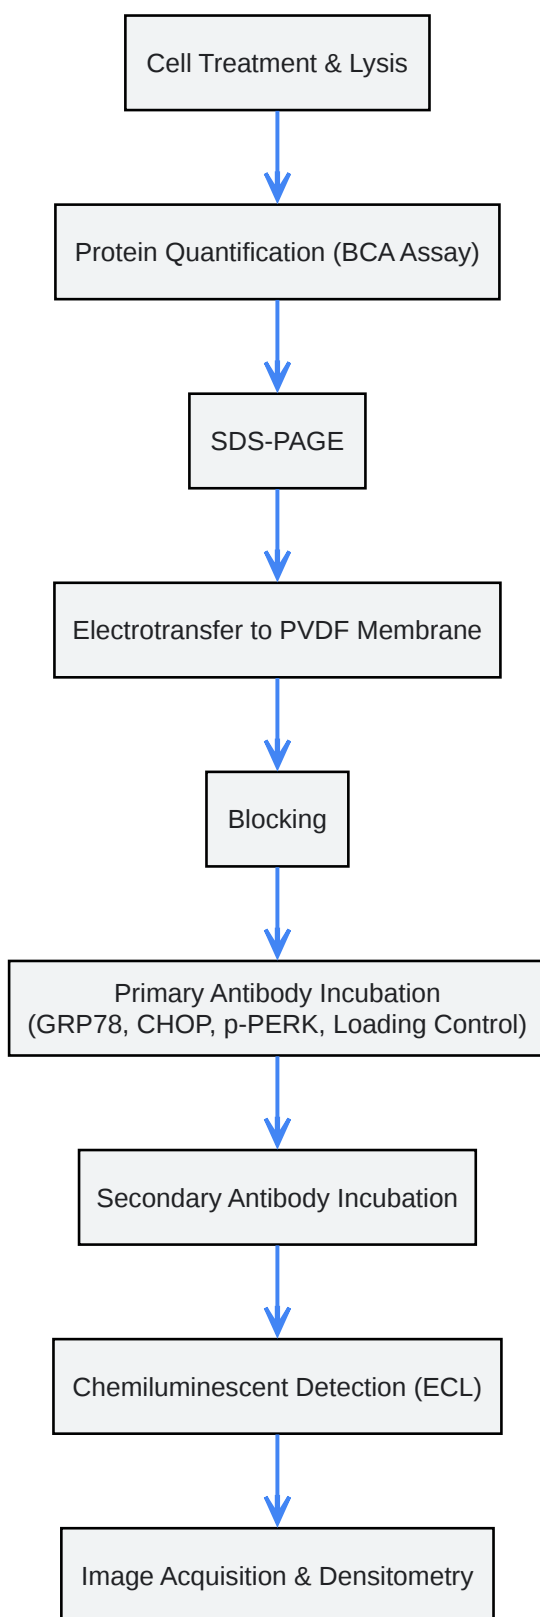 Cell Treatment & Lysis
Protein Quantification (BCA Assay)
SDS-PAGE
Electrotransfer to PVDF Membrane
Blocking
Primary Antibody Incubation
(GRP78, CHOP, p-PERK, Loading Control)
Secondary Antibody Incubation
Chemiluminescent Detection (ECL)
Image Acquisition & Densitometry